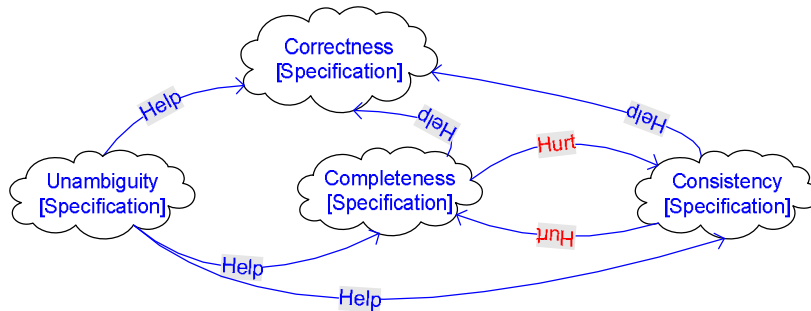 Correctness
[Specification]
Help
Help
Help
Hurt
Unambiguity
[Specification]
Completeness
[Specification]
Consistency
[Specification]
Hurt
Help
Help